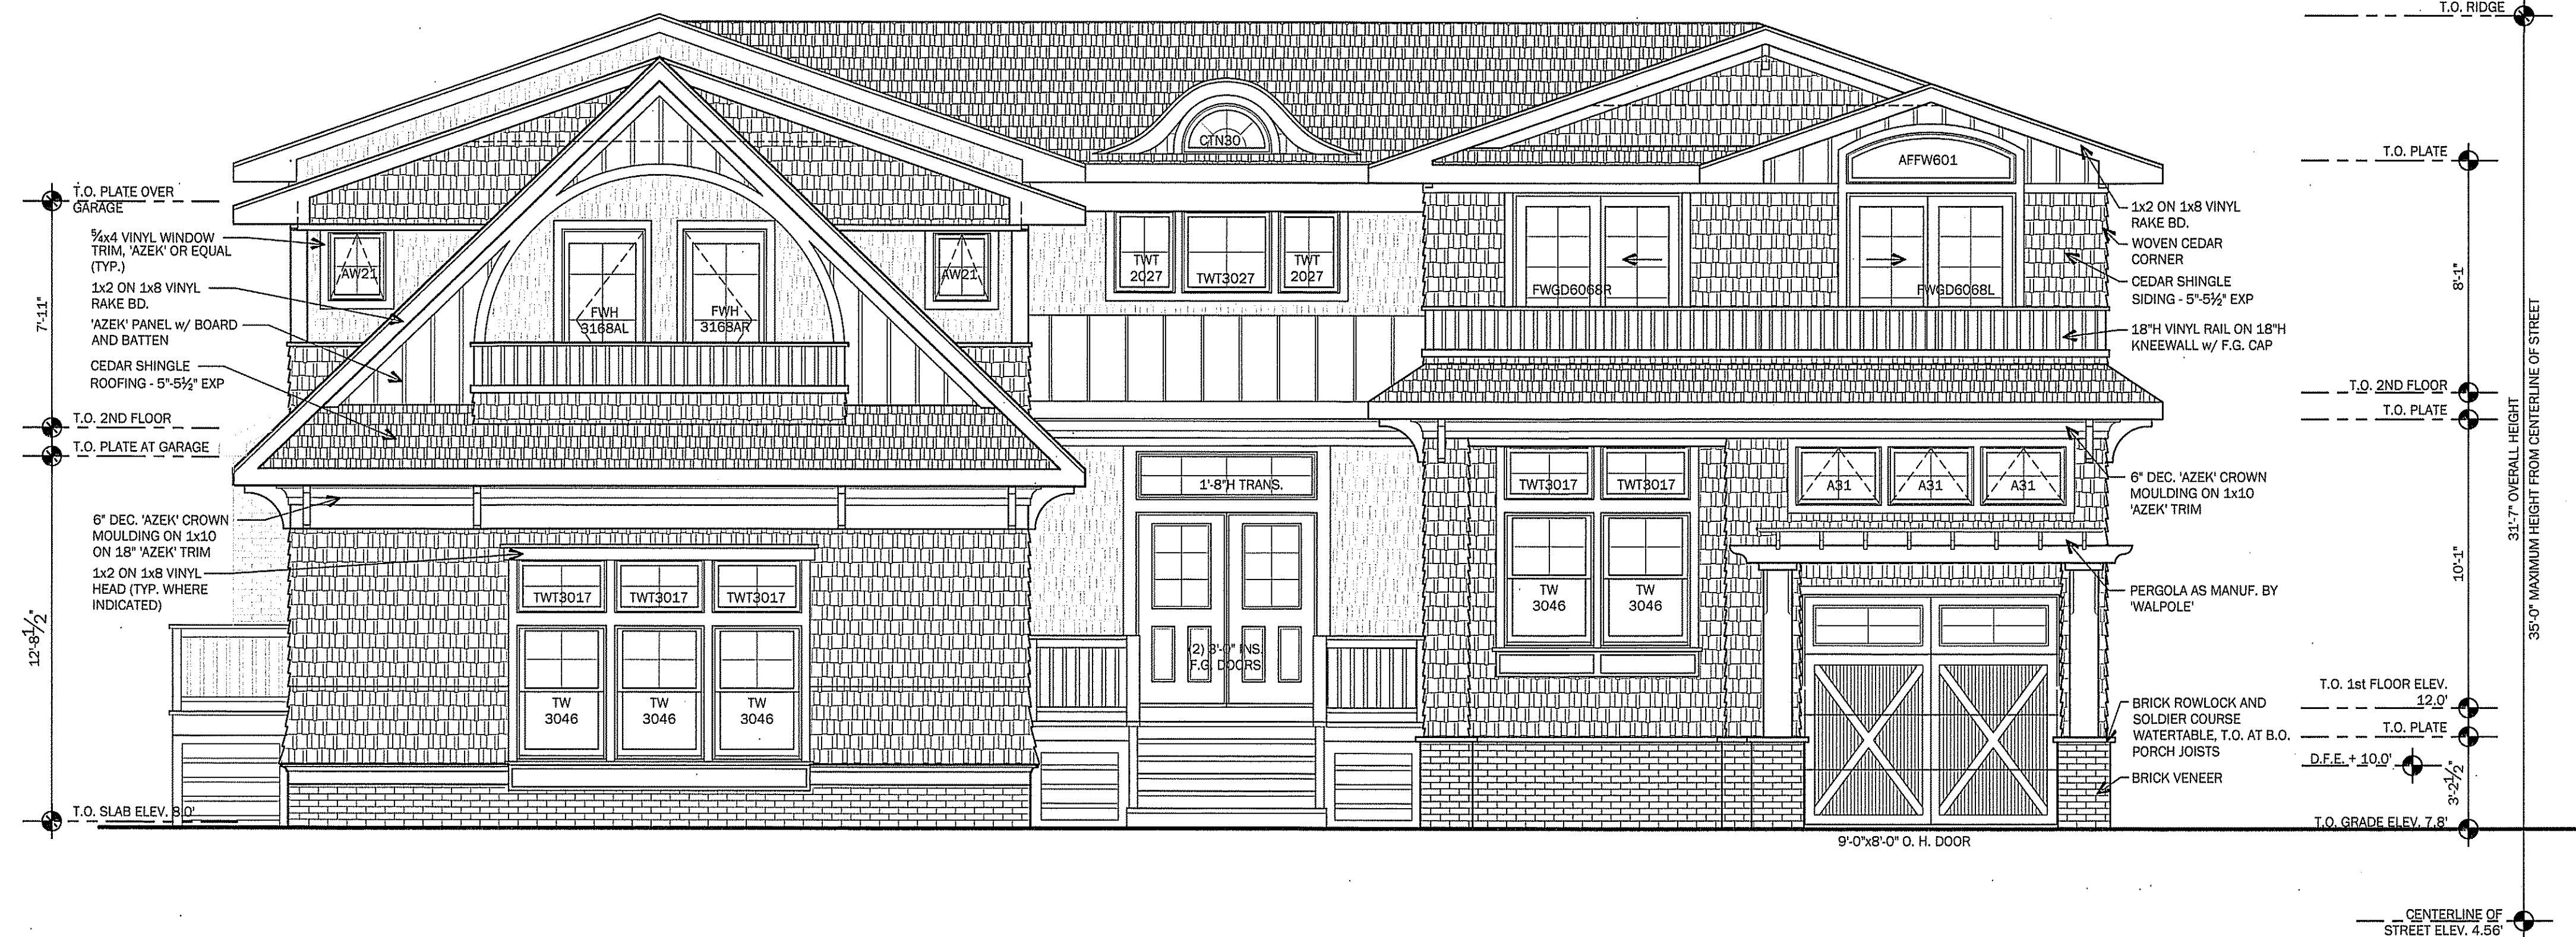 T.O. RIDGE
T.O. PLATE OVER
GARAGE
5/4x4 VINYL WINDOW
TRIM, 'AZEK' OR EQUAL
(TYP.)
1x2 ON 1x8 VINYL
RAKE BD.
'AZEK' PANEL w/ BOARD
AND BATTEN
CEDAR SHINGLE
ROOFING - 5"-5½" EXP
7'-11"
T.O. 2ND FLOOR
T.O. PLATE AT GARAGE
6" DEC. 'AZEK' CROWN
MOULDING ON 1x10
ON 18" 'AZEK' TRIM
1x2 ON 1x8 VINYL
HEAD (TYP. WHERE
INDICATED)
12'-8½"
T.O. SLAB ELEV. 8.0'
AW21
FWH
3168AL
FWH
3168AR
AW21
CTN30
TWT
2027
TWT3027
TWT
2027
FWGD6068R
AFFW601
FWGD6068L
TWT3017
TWT3017
TWT3017
TW
3046
TW
3046
TW
3046
1'-8"H TRANS.
(2) 3'-0" INS.
F.G. DOORS
TWT3017
TWT3017
TW
3046
TW
3046
A31
A31
A31
9'-0"x8'-0" O. H. DOOR
1x2 ON 1x8 VINYL
RAKE BD.
WOVEN CEDAR
CORNER
CEDAR SHINGLE
SIDING - 5"-5½" EXP
18"H VINYL RAIL ON 18"H
KNEEWALL w/ F.G. CAP
6" DEC. 'AZEK' CROWN
MOULDING ON 1x10
'AZEK' TRIM
PERGOLA AS MANUF. BY
'WALPOLE'
BRICK ROWLOCK AND
SOLDIER COURSE
WATERTABLE, T.O. AT B.O.
PORCH JOISTS
BRICK VENEER
T.O. PLATE
8'-1"
T.O. 2ND FLOOR
T.O. PLATE
10'-1"
T.O. 1st FLOOR ELEV.
12.0'
T.O. PLATE
D.F.E. + 10.0'
3'-2½"
T.O. GRADE ELEV. 7.8'
31'-7" OVERALL HEIGHT
35'-0" MAXIMUM HEIGHT FROM CENTERLINE OF STREET
CENTERLINE OF
STREET ELEV. 4.56'